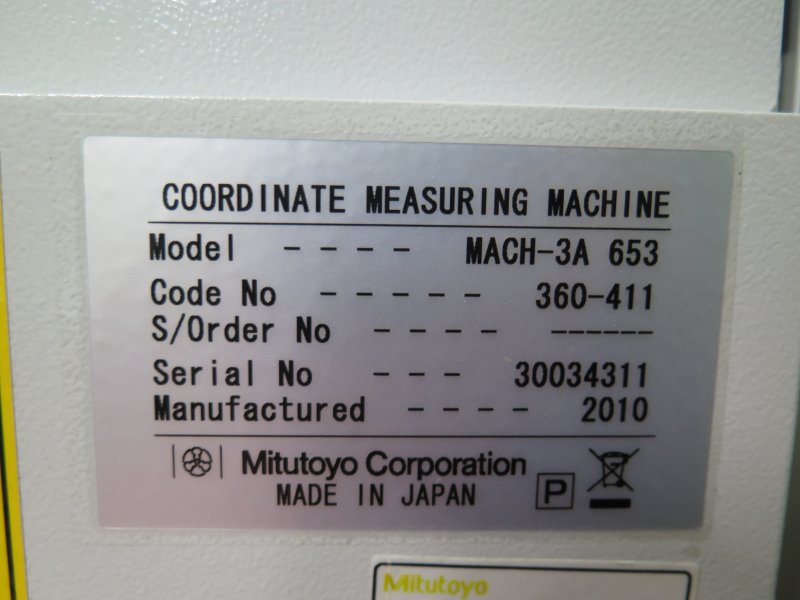 COORDINATE MEASURING MACHINE
Model - - - - MACH-3A 653
Code No - - - - - 360-411
S/Order No - - - - ------
Serial No - - - 30034311
Manufactured - - - - 2010
Mitutoyo Corporation
MADE IN JAPAN P
Mitutoyo